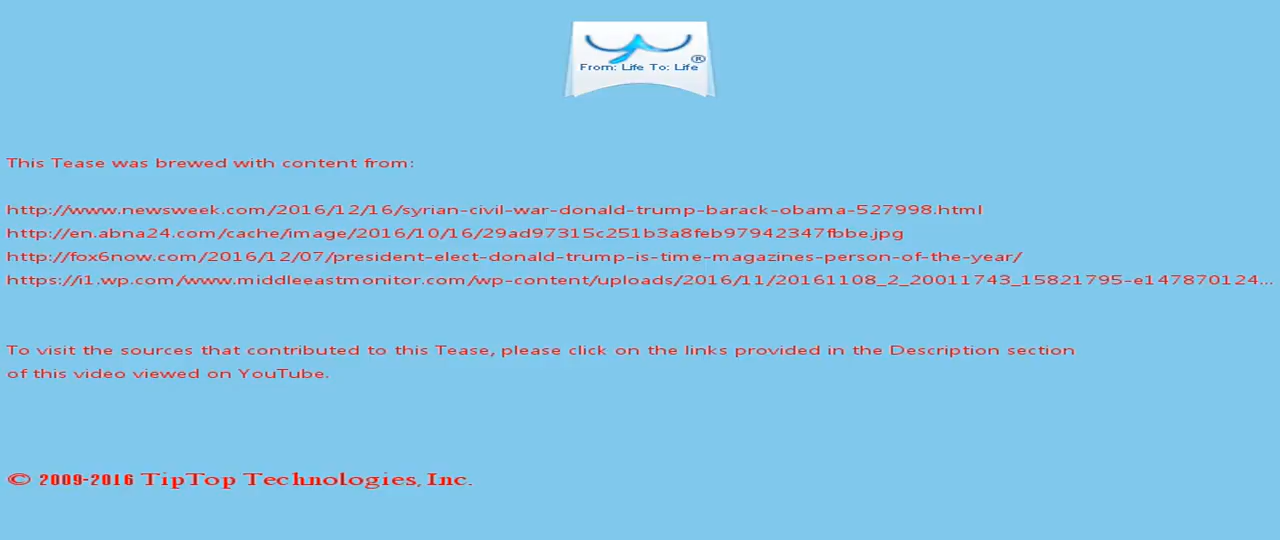 From: Life To: Life®
This Tease was brewed with content from:
http://www.newsweek.com/2016/12/16/syrian-civil-war-donald-trump-barack-obama-527998.html
http://en.abna24.com/cache/image/2016/10/16/29ad97315c251b3a8feb97942347fbbe.jpg
http://fox6now.com/2016/12/07/president-elect-donald-trump-is-time-magazines-person-of-the-year/
https://i1.wp.com/www.middleeastmonitor.com/wp-content/uploads/2016/11/20161108_2_20011743_15821795-e147870124...
To visit the sources that contributed to this Tease, please click on the links provided in the Description section
of this video viewed on YouTube.
© 2009-2016 TipTop Technologies, Inc.